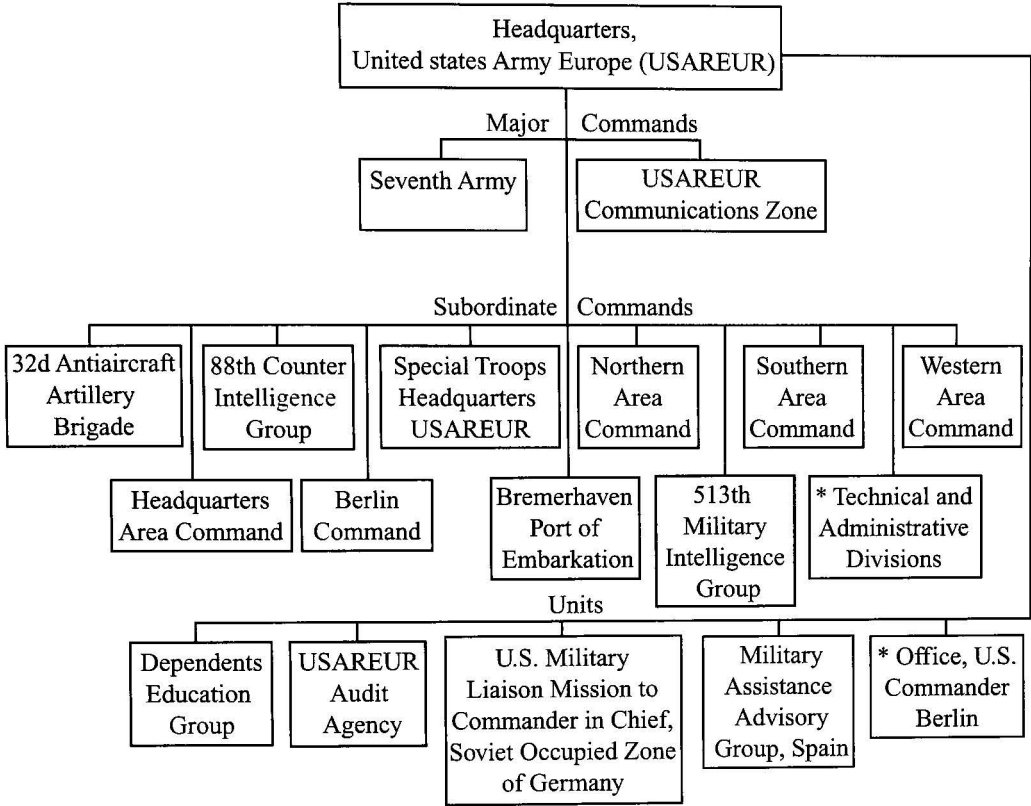 Headquarters,
United states Army Europe (USAREUR)
Major Commands
Seventh Army
USAREUR
Communications Zone
Subordinate Commands
32d Antiaircraft
Artillery
Brigade
88th Counter
Intelligence
Group
Special Troops
Headquarters
USAREUR
Northern
Area
Command
Southern
Area
Command
Western
Area
Command
Headquarters
Area Command
Berlin
Command
Bremerhaven
Port of
Embarkation
513th
Military
Intelligence
Group
* Technical and
Administrative
Divisions
Units
Dependents
Education
Group
USAREUR
Audit
Agency
U.S. Military
Liaison Mission to
Commander in Chief,
Soviet Occupied Zone
of Germany
Military
Assistance
Advisory
Group, Spain
* Office, U.S.
Commander
Berlin